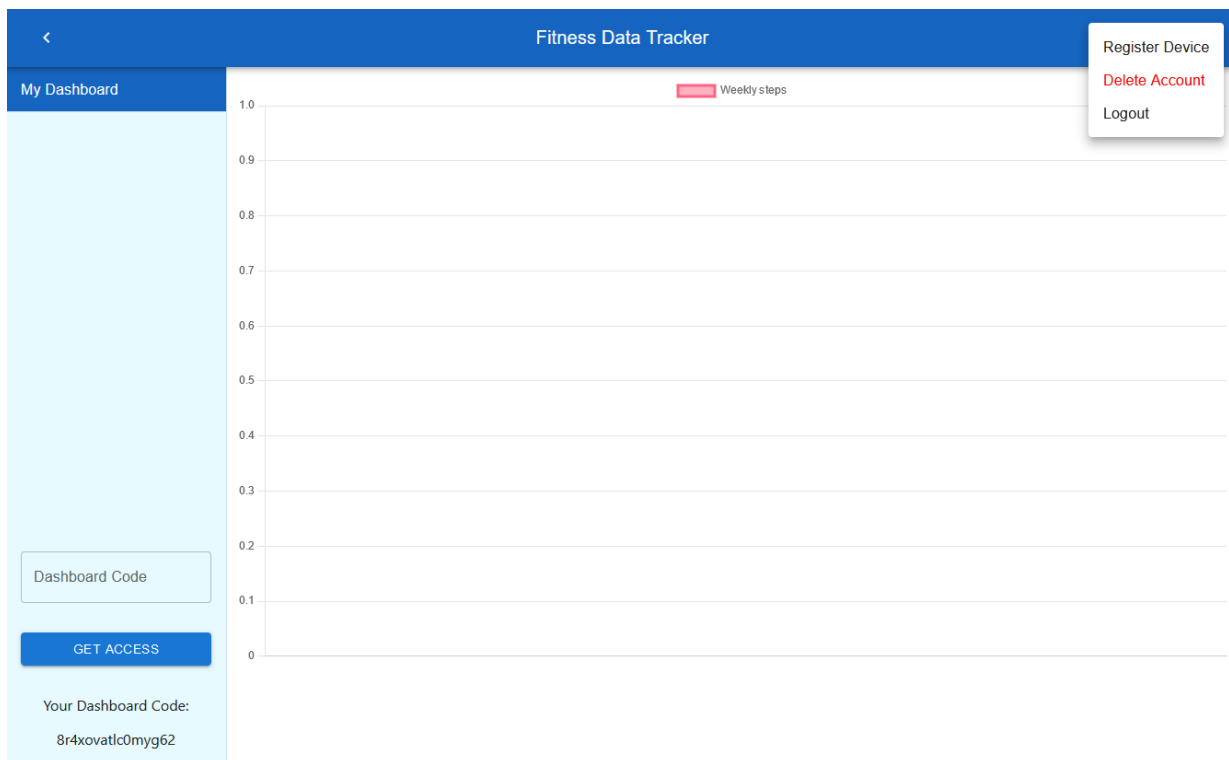 Fitness Data Tracker
Register Device
Delete Account
Logout
My Dashboard
Weekly steps
1.0
0.9
0.8
0.7
0.6
0.5
0.4
0.3
0.2
0.1
0
Dashboard Code
GET ACCESS
Your Dashboard Code:
8r4xovatlc0myg62